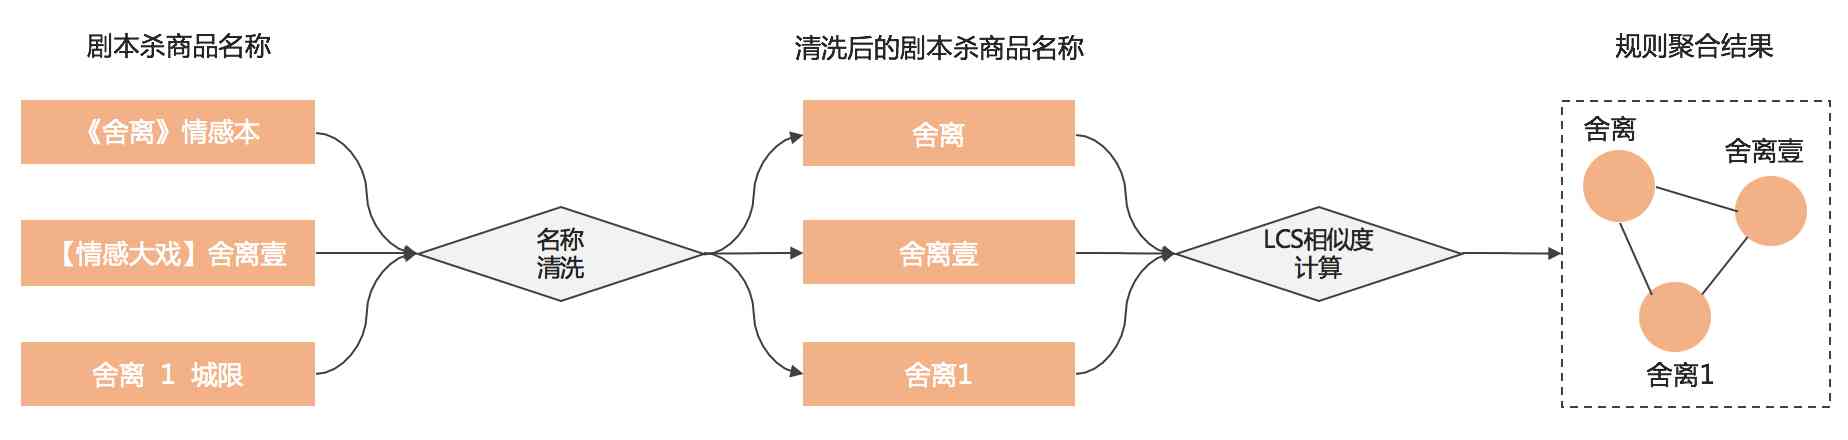 剧本杀商品名称
清洗后的剧本杀商品名称
规则聚合结果
《舍离》情感本
【情感大戏】舍离壹
舍离 1 城限
名称
清洗
舍离
舍离壹
舍离1
LCS相似度
计算
舍离
舍离壹
舍离1